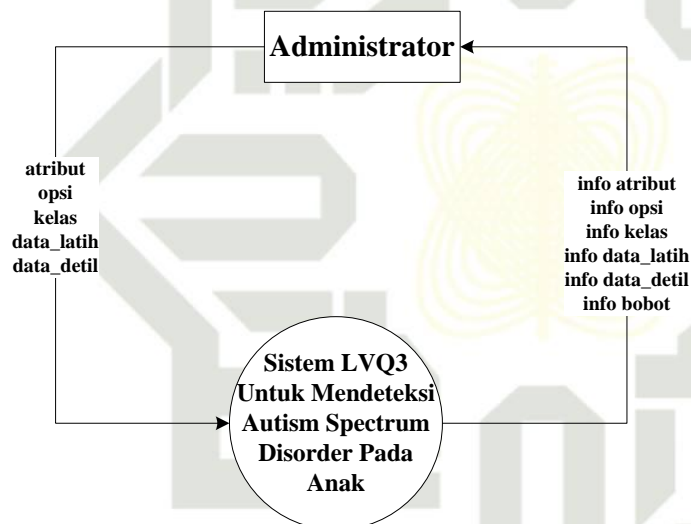 Administrator
atribut
opsi
kelas
data_latih
data_detil
info atribut
info opsi
info kelas
info data_latih
info data_detil
info bobot
Sistem LVQ3
Untuk Mendeteksi
Autism Spectrum
Disorder Pada
Anak